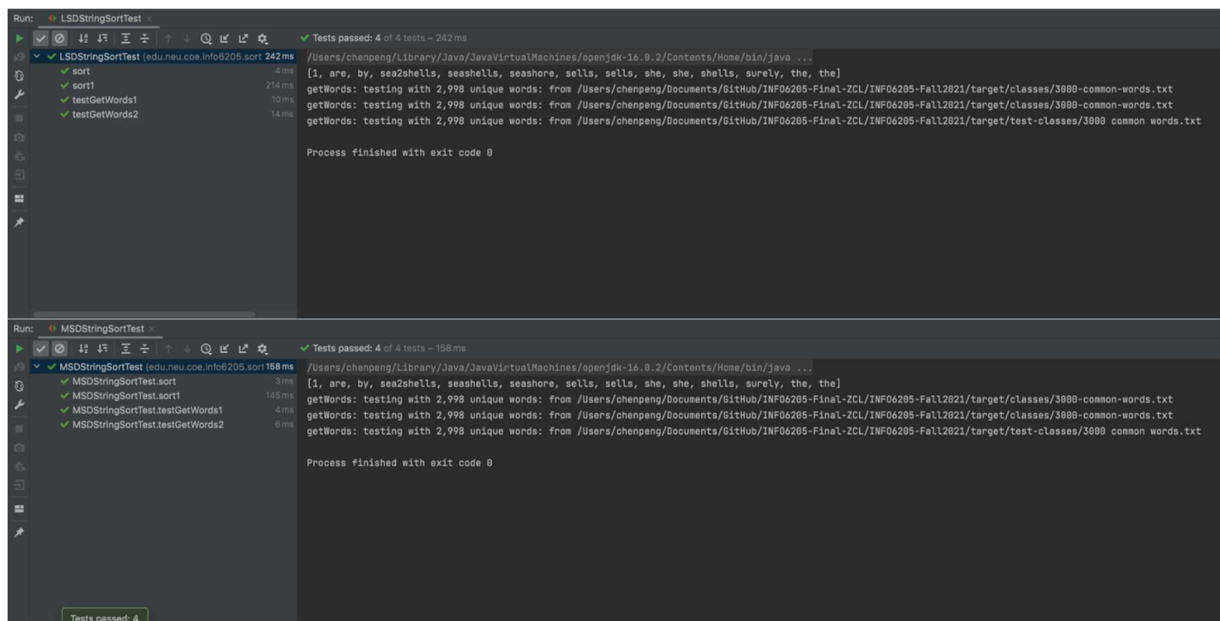 Run: LSDStringSortTest ×
Tests passed: 4 of 4 tests – 242 ms
LSDStringSortTest (edu.neu.coe.info6205.sort 242 ms
sort 4 ms
sort1 214 ms
testGetWords1 10 ms
testGetWords2 14 ms
/Users/chenpeng/Library/Java/JavaVirtualMachines/openjdk-16.0.2/Contents/Home/bin/java ...
[1, are, by, sea2shells, seashells, seashore, sells, sells, she, she, shells, surely, the, the]
getWords: testing with 2,998 unique words: from /Users/chenpeng/Documents/GitHub/INFO6205-Final-ZCL/INFO6205-Fall2021/target/classes/3000-common-words.txt
getWords: testing with 2,998 unique words: from /Users/chenpeng/Documents/GitHub/INFO6205-Final-ZCL/INFO6205-Fall2021/target/classes/3000-common-words.txt
getWords: testing with 2,998 unique words: from /Users/chenpeng/Documents/GitHub/INFO6205-Final-ZCL/INFO6205-Fall2021/target/test-classes/3000 common words.txt
Process finished with exit code 0
Run: MSDStringSortTest ×
Tests passed: 4 of 4 tests – 158 ms
MSDStringSortTest (edu.neu.coe.info6205.sort 158 ms
MSDStringSortTest.sort 3 ms
MSDStringSortTest.sort1 145 ms
MSDStringSortTest.testGetWords1 4 ms
MSDStringSortTest.testGetWords2 6 ms
/Users/chenpeng/Library/Java/JavaVirtualMachines/openjdk-16.0.2/Contents/Home/bin/java ...
[1, are, by, sea2shells, seashells, seashore, sells, sells, she, she, shells, surely, the, the]
getWords: testing with 2,998 unique words: from /Users/chenpeng/Documents/GitHub/INFO6205-Final-ZCL/INFO6205-Fall2021/target/classes/3000-common-words.txt
getWords: testing with 2,998 unique words: from /Users/chenpeng/Documents/GitHub/INFO6205-Final-ZCL/INFO6205-Fall2021/target/classes/3000-common-words.txt
getWords: testing with 2,998 unique words: from /Users/chenpeng/Documents/GitHub/INFO6205-Final-ZCL/INFO6205-Fall2021/target/test-classes/3000 common words.txt
Process finished with exit code 0
Tests passed: 4